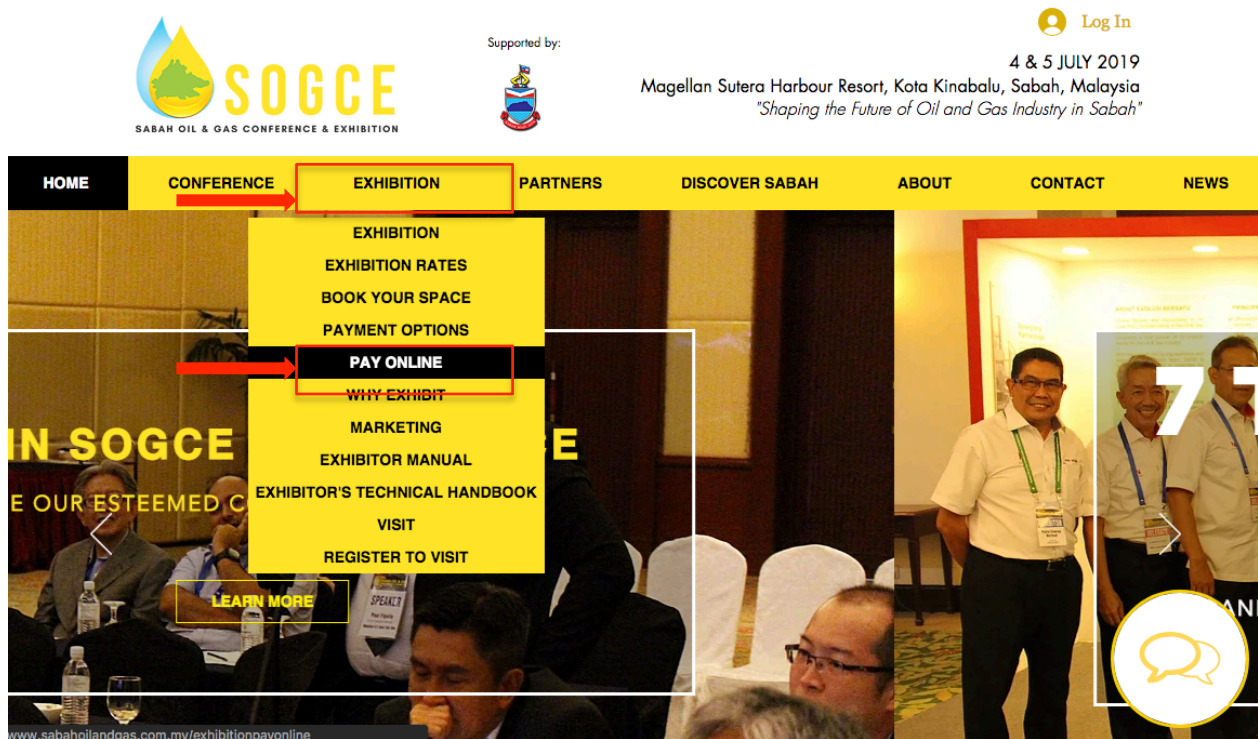 Log In
Supported by:
SOGCE
SABAH OIL & GAS CONFERENCE & EXHIBITION
4 & 5 JULY 2019
Magellan Sutera Harbour Resort, Kota Kinabalu, Sabah, Malaysia
"Shaping the Future of Oil and Gas Industry in Sabah"
HOME CONFERENCE EXHIBITION PARTNERS DISCOVER SABAH ABOUT CONTACT NEWS
EXHIBITION
EXHIBITION RATES
BOOK YOUR SPACE
PAYMENT OPTIONS
PAY ONLINE
WHY EXHIBIT
MARKETING
EXHIBITOR MANUAL
EXHIBITOR'S TECHNICAL HANDBOOK
VISIT
REGISTER TO VISIT
IN SOGCE CE
E OUR ESTEEMED C
LEARN MORE
SPEAKER
7
AN
www.sabahoilandgas.com.my/exhibitionpayonline